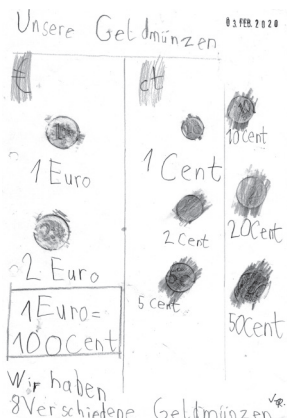 Unsere Geldmünzen
03. FEB. 2020
€
ct
1 Euro
2 Euro
1 Euro =
100 Cent
1 Cent
2 Cent
5 Cent
10 Cent
20 Cent
50 Cent
Wir haben
8 Verschiedene Geldmünzen